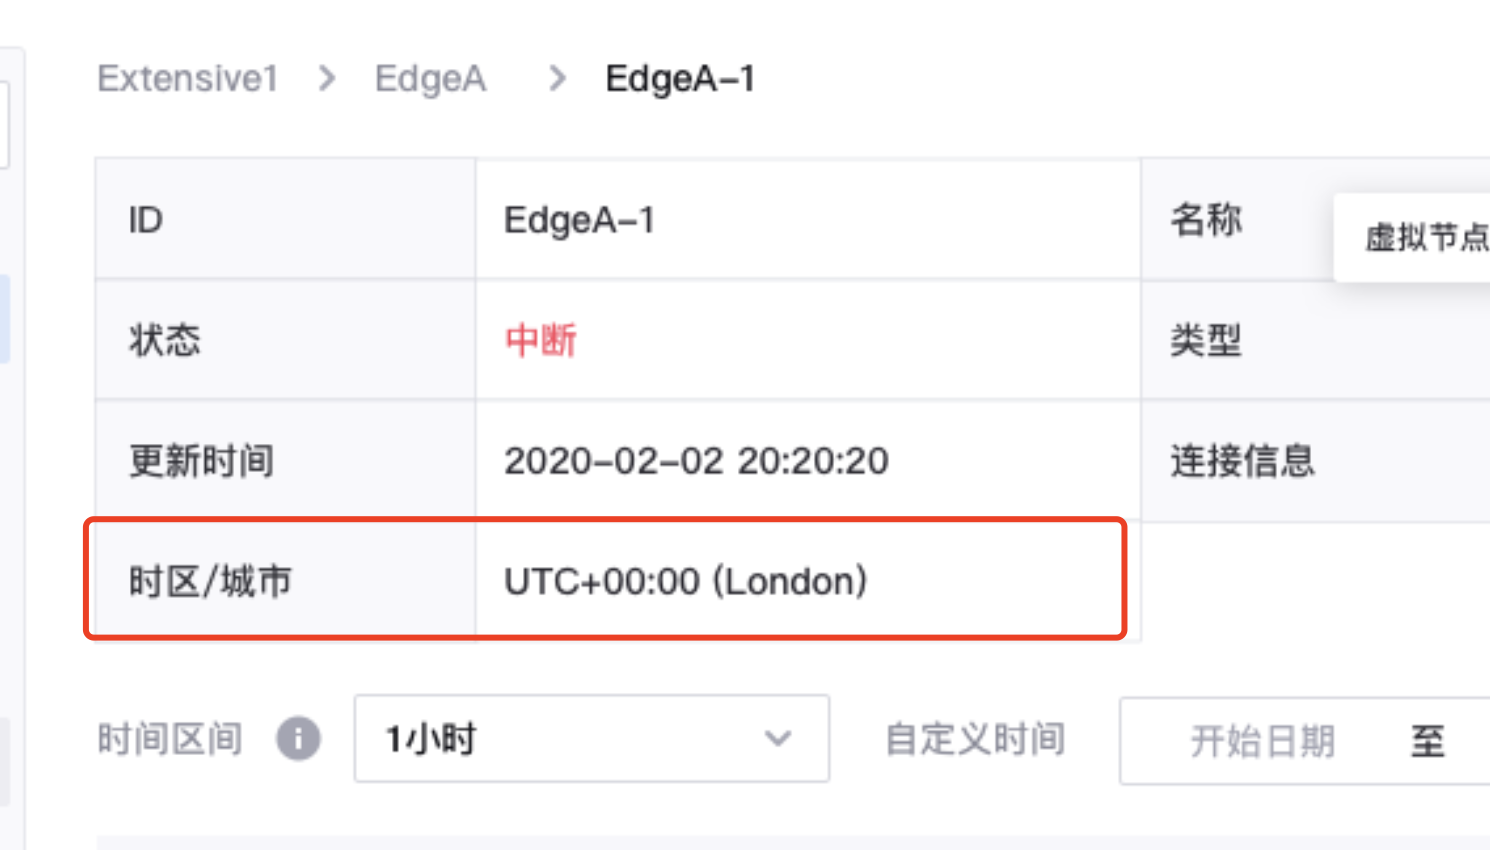 Extensive1 > EdgeA > EdgeA-1
ID EdgeA-1 名称 虚拟节点
状态 中断 类型
更新时间 2020-02-02 20:20:20 连接信息
时区/城市 UTC+00:00 (London)
时间区间 i 1小时 自定义时间 开始日期 至